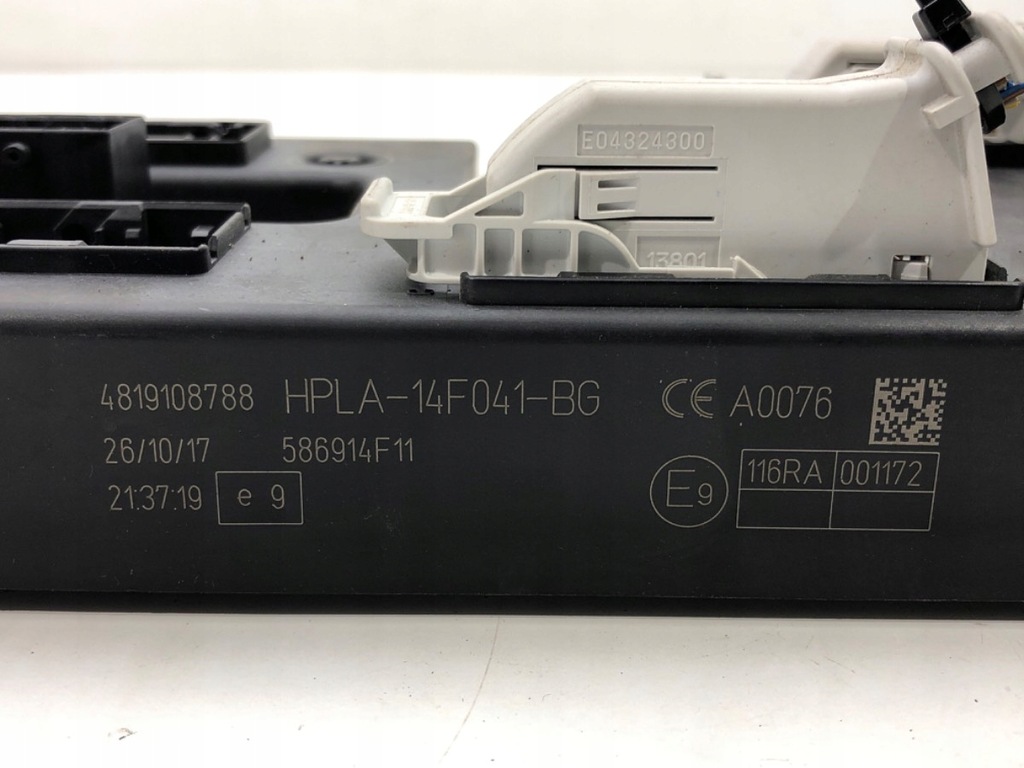 E04324300
13801
4819108788 HPLA-14F041-BG CE A0076
26/10/17 586914F11
21:37:19 e 9
E9 116RA 001172